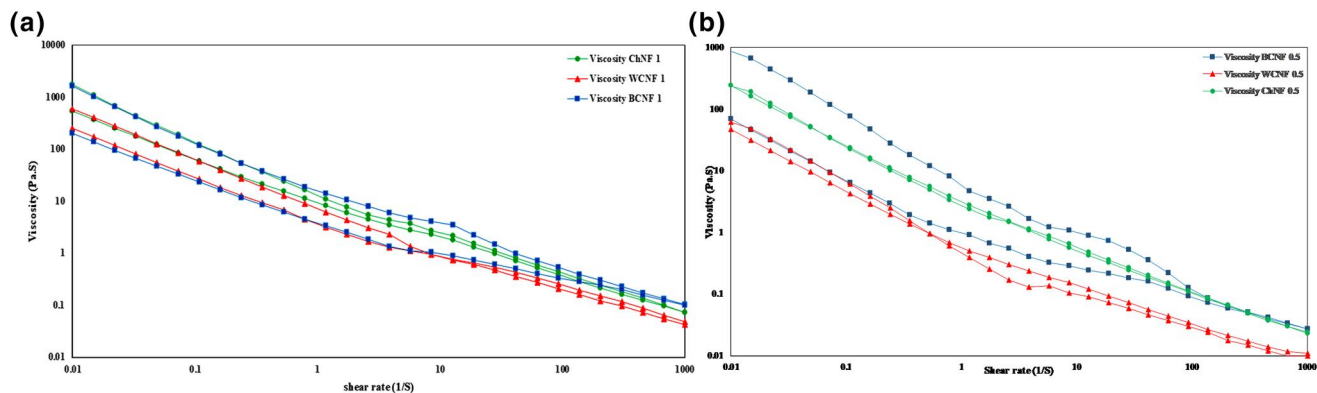 (a)
10000
1000
100
10
1
0.1
0.01
Viscosity (Pa.S)
Viscosity ChNF 1
Viscosity WCNF 1
Viscosity BCNF 1
0.01
0.1
1
10
100
1000
shear rate (1/S)
(b)
1000
100
10
1
0.1
0.01
Viscosity (Pa.S)
Viscosity BCNF 0.5
Viscosity WCNF 0.5
Viscosity ChNF 0.5
0.01
0.1
1
10
100
1000
Shear rate (1/S)